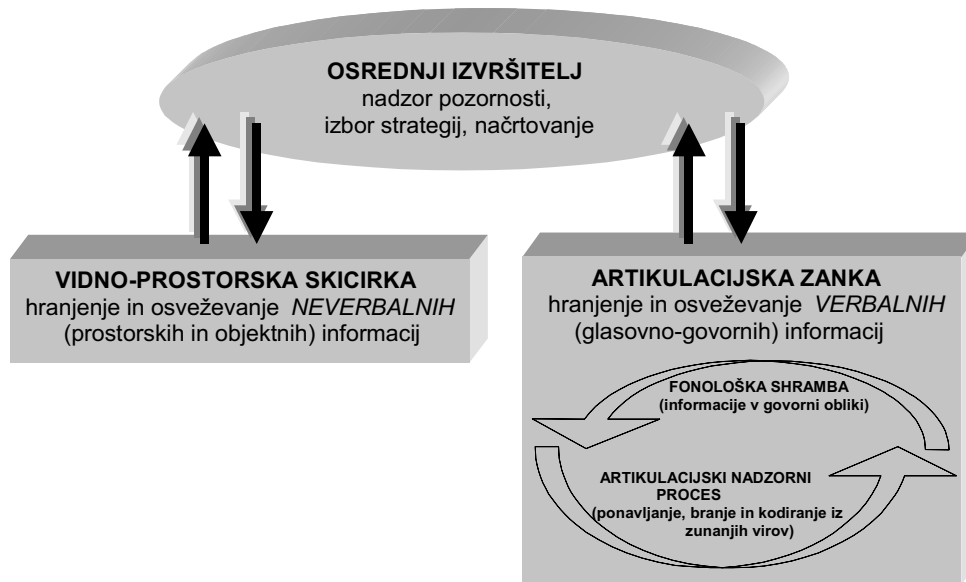 OSREDNJI IZVRŠITELJ
nadzor pozornosti,
izbor strategij, načrtovanje
VIDNO-PROSTORSKA SKICIRKA
hranjenje in osveževanje NEVERBALNIH
(prostorskih in objektnih) informacij
ARTIKULACIJSKA ZANKA
hranjenje in osveževanje VERBALNIH
(glasovno-govornih) informacij
FONOLOŠKA SHRAMBA
(informacije v govorni obliki)
ARTIKULACIJSKI NADZORNI
PROCES
(ponavljanje, branje in kodiranje iz
zunanjih virov)